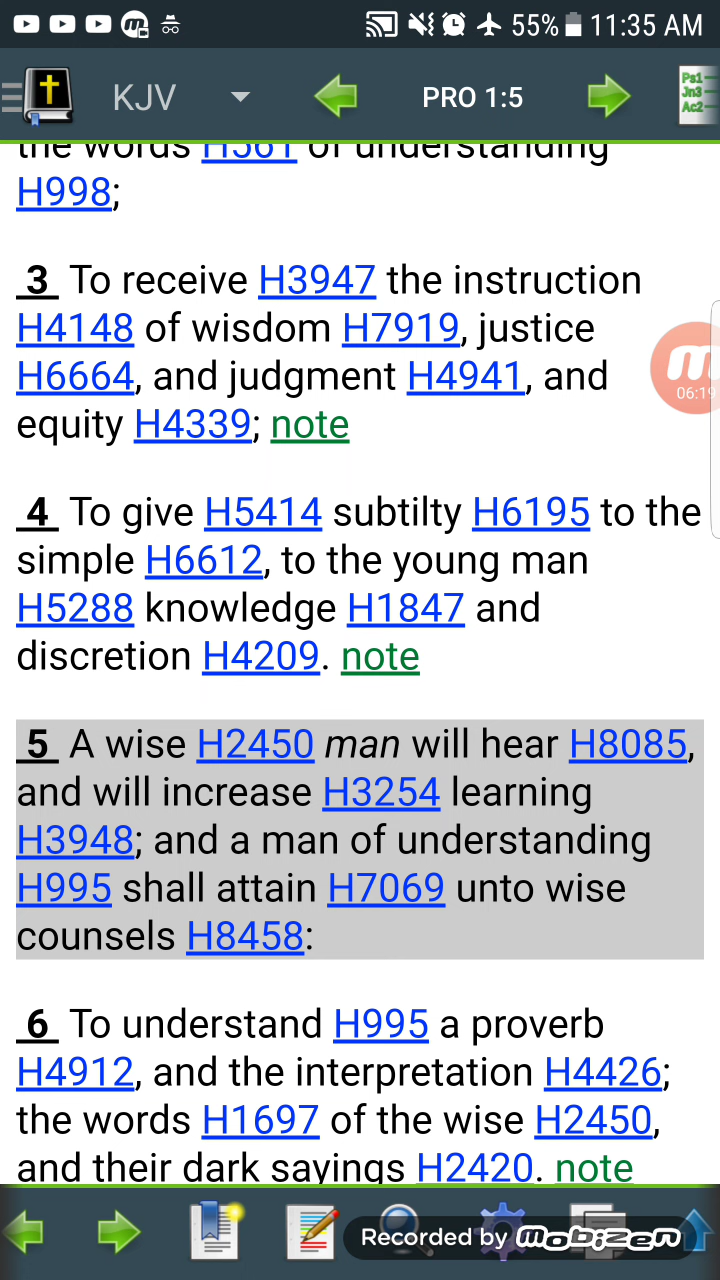 55% 11:35 AM
KJV PRO 1:5
Ps1
Jn3
Ac2
the words H561 of understanding
H998;
3 To receive H3947 the instruction
H4148 of wisdom H7919, justice
H6664, and judgment H4941, and
equity H4339; note
06:19
4 To give H5414 subtilty H6195 to the
simple H6612, to the young man
H5288 knowledge H1847 and
discretion H4209. note
5 A wise H2450 man will hear H8085,
and will increase H3254 learning
H3948; and a man of understanding
H995 shall attain H7069 unto wise
counsels H8458:
6 To understand H995 a proverb
H4912, and the interpretation H4426;
the words H1697 of the wise H2450,
and their dark sayings H2420. note
Recorded by mobizen